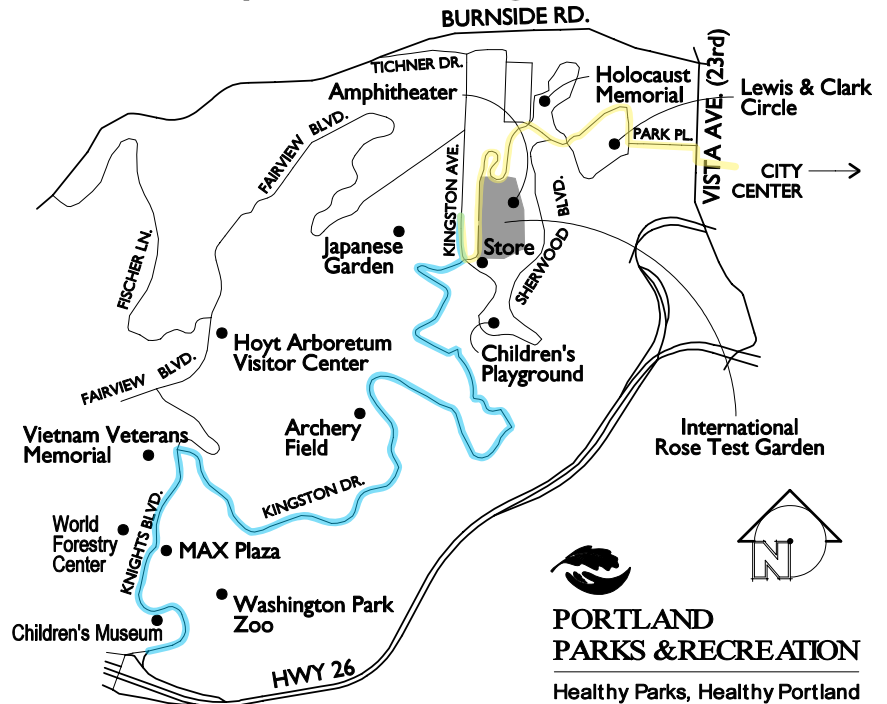 BURNSIDE RD.
TICHNER DR.
Amphitheater
Holocaust
Memorial
Lewis & Clark
Circle
VISTA AVE. (23rd)
PARK PL.
CITY
CENTER
FAIRVIEW BLVD.
KINGSTON AVE.
SHERWOOD BLVD.
FISCHER LN.
Japanese
Garden
Store
Hoyt Arboretum
Visitor Center
Children's
Playground
FAIRVIEW BLVD.
Archery
Field
International
Rose Test Garden
Vietnam Veterans
Memorial
KINGSTON DR.
KNIGHTS BLVD.
World
Forestry
Center
MAX Plaza
Washington Park
Zoo
Children's Museum
HWY 26
N
PORTLAND
PARKS & RECREATION
Healthy Parks, Healthy Portland